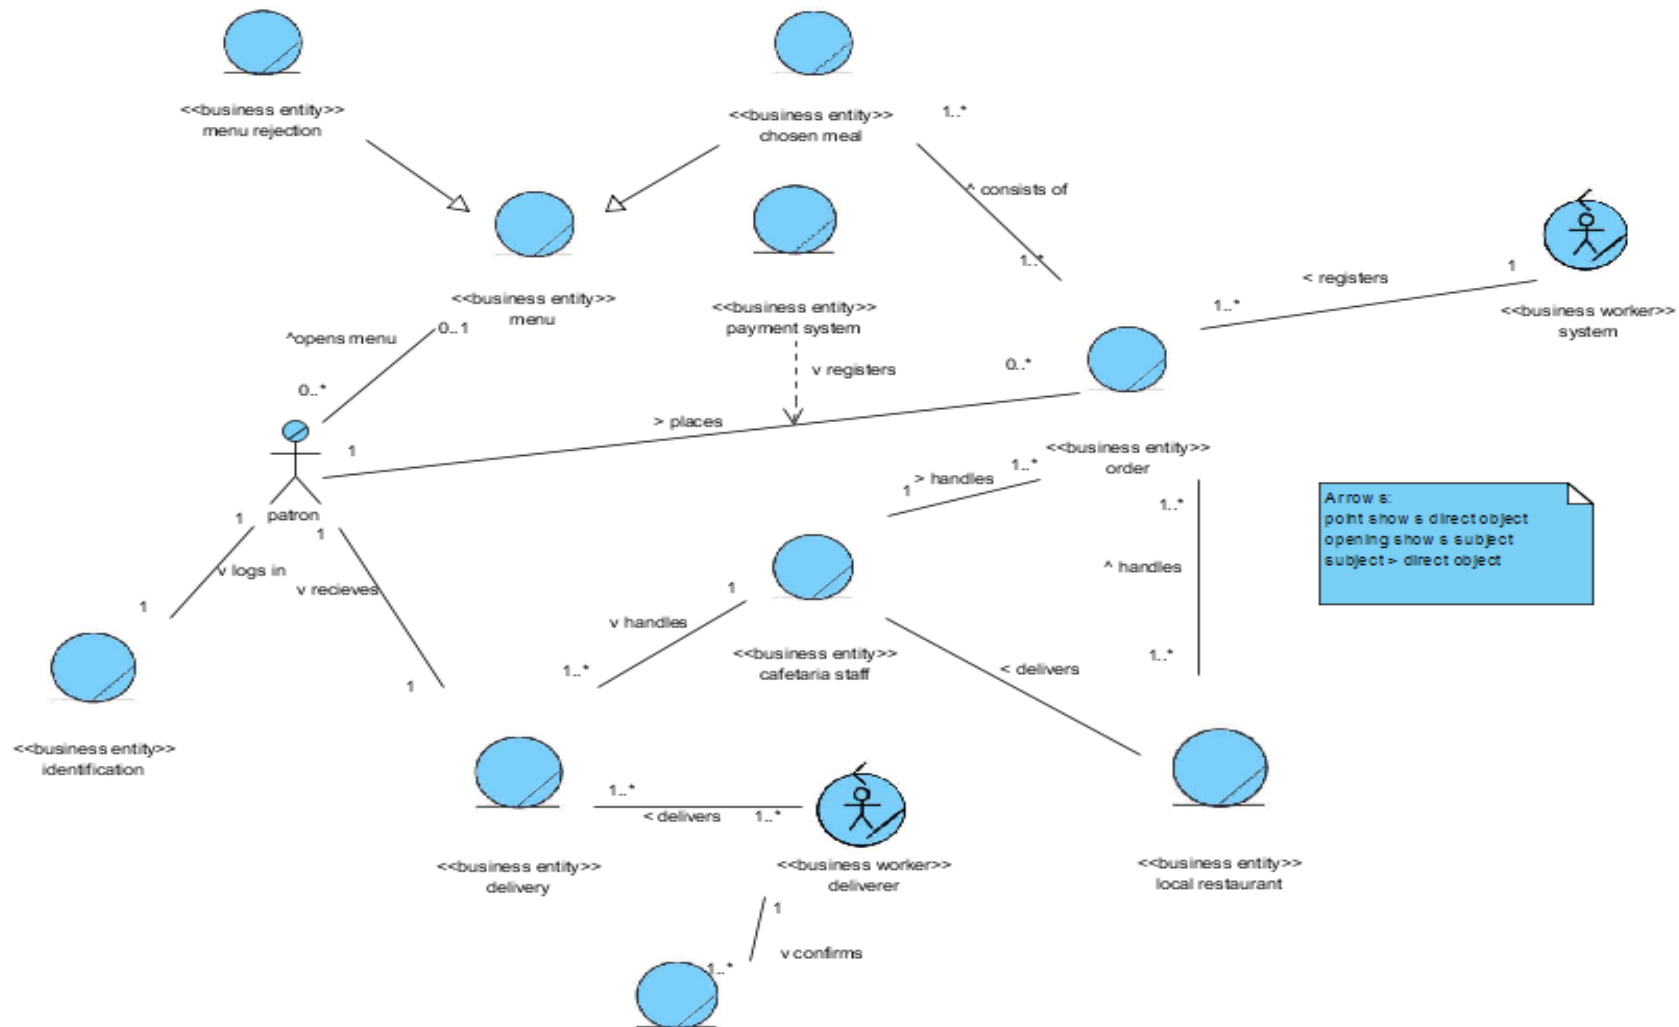 <<business entity>>
menu rejection
<<business entity>>
chosen meal
1..*
^ consists of
1..*
<<business entity>>
menu
0..1
^opens menu
0..*
<<business entity>>
payment system
v registers
0..*
> places
1
< registers
1
1..*
<<business worker>>
system
<<business entity>>
order
patron
1
1
v logs in
v recieves
1
1
> handles
1..*
1
1..*
^ handles
1..*
Arrows:
point shows direct object
opening shows subject
subject > direct object
<<business entity>>
cafetaria staff
1
v handles
1..*
< delivers
<<business entity>>
identification
<<business entity>>
delivery
1..*
< delivers
1..*
<<business worker>>
deliverer
<<business entity>>
local restaurant
1
v confirms
1..*